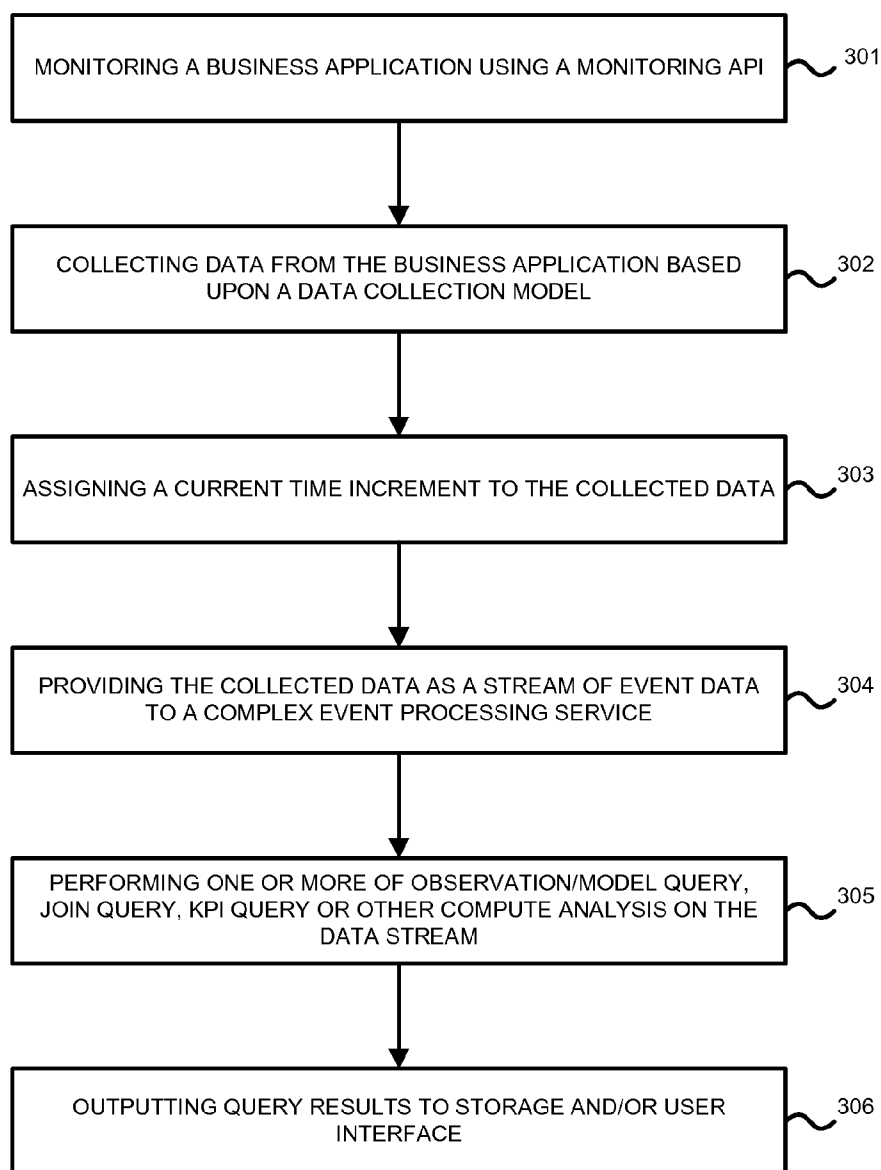 MONITORING A BUSINESS APPLICATION USING A MONITORING API
301
COLLECTING DATA FROM THE BUSINESS APPLICATION BASED
UPON A DATA COLLECTION MODEL
302
ASSIGNING A CURRENT TIME INCREMENT TO THE COLLECTED DATA
303
PROVIDING THE COLLECTED DATA AS A STREAM OF EVENT DATA
TO A COMPLEX EVENT PROCESSING SERVICE
304
PERFORMING ONE OR MORE OF OBSERVATION/MODEL QUERY,
JOIN QUERY, KPI QUERY OR OTHER COMPUTE ANALYSIS ON THE
DATA STREAM
305
OUTPUTTING QUERY RESULTS TO STORAGE AND/OR USER
INTERFACE
306